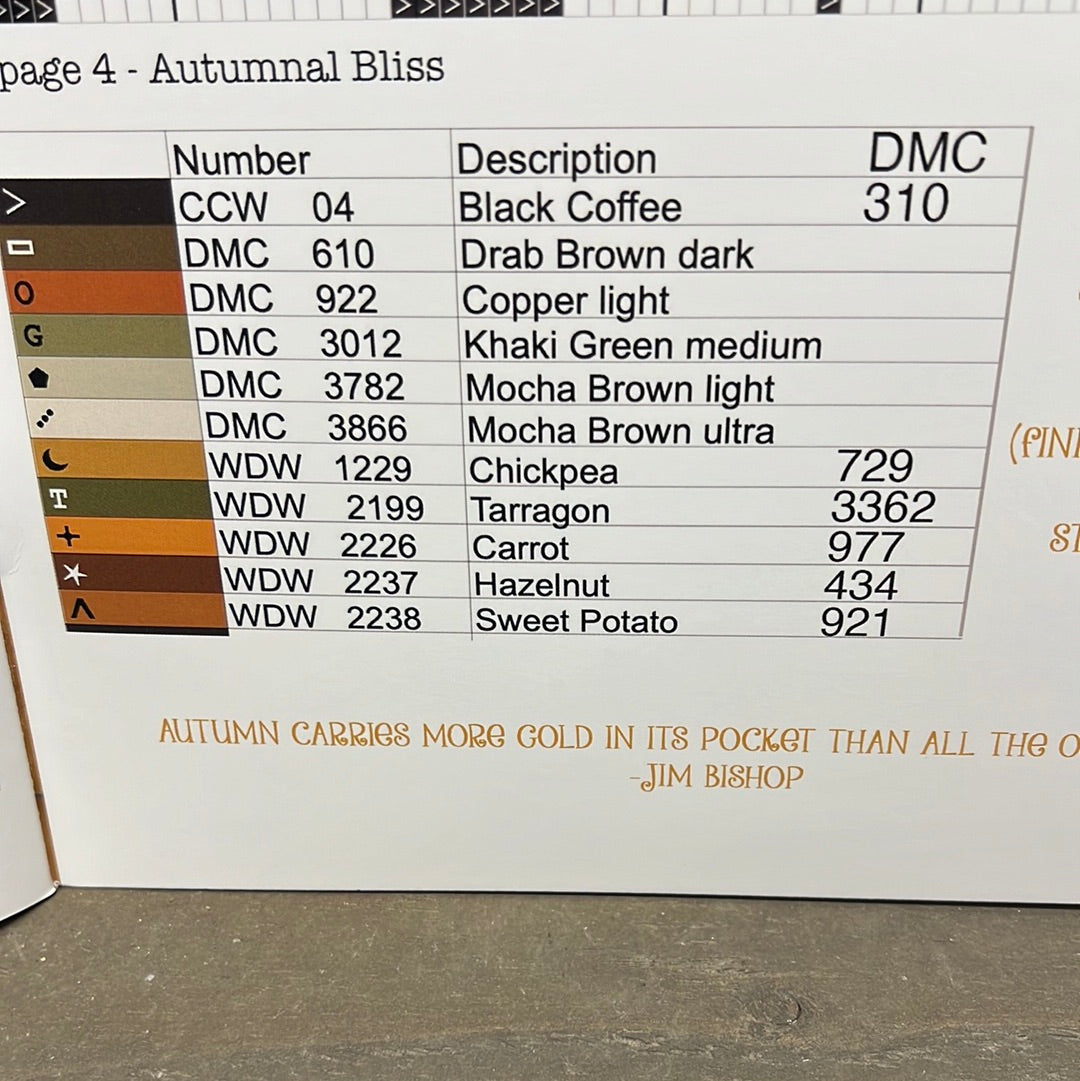 page 4 - Autumnal Bliss
Number Description DMC
> CCW 04 Black Coffee 310
DMC 610 Drab Brown dark
O DMC 922 Copper light
G DMC 3012 Khaki Green medium
DMC 3782 Mocha Brown light
DMC 3866 Mocha Brown ultra
WDW 1229 Chickpea 729
T WDW 2199 Tarragon 3362
+ WDW 2226 Carrot 977
WDW 2237 Hazelnut 434
^ WDW 2238 Sweet Potato 921
AUTUMN CARRIES MORE GOLD IN ITS POCKET THAN ALL THE
-JIM BISHOP